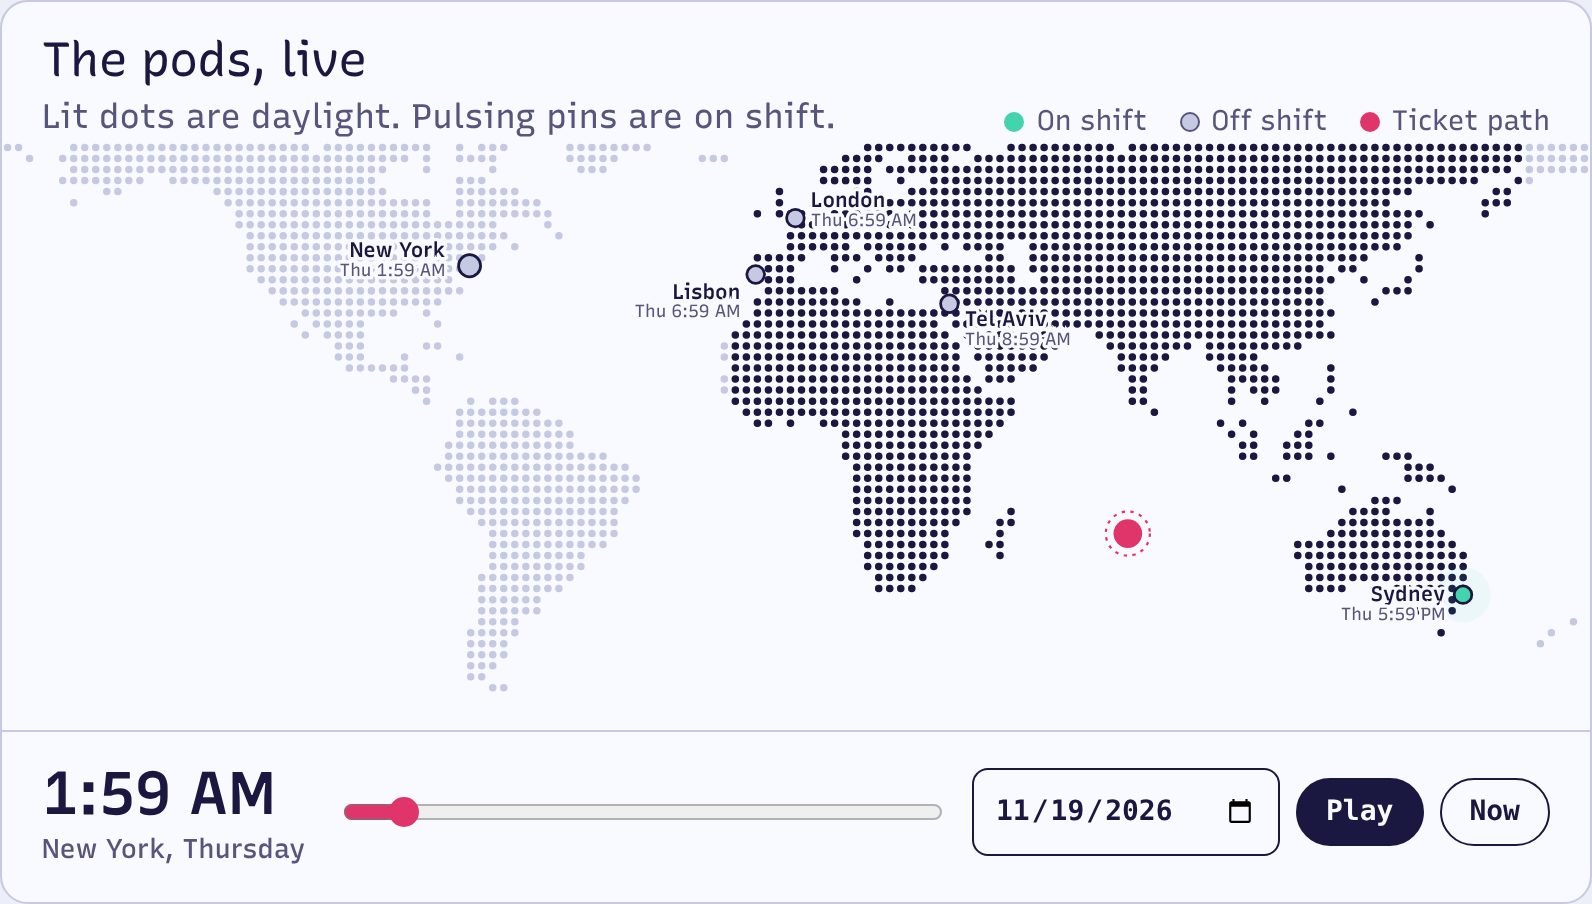 The pods, live
Lit dots are daylight. Pulsing pins are on shift.
On shift
Off shift
Ticket path
London
Thu 6:59 AM
New York
Thu 1:59 AM
Lisbon
Thu 6:59 AM
Tel Aviv
Thu 8:59 AM
Sydney
Thu 5:59 PM
1:59 AM
New York, Thursday
11/19/2026
Play
Now